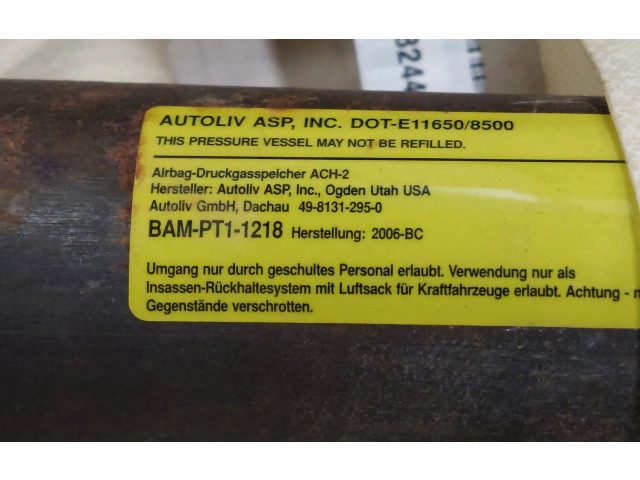 AUTOLIV ASP, INC. DOT-E11650/8500
THIS PRESSURE VESSEL MAY NOT BE REFILLED.
Airbag-Druckgasspeicher ACH-2
Hersteller: Autoliv ASP, Inc., Ogden Utah USA
Autoliv GmbH, Dachau 49-8131-295-0
BAM-PT1-1218 Herstellung: 2006-BC
Umgang nur durch geschultes Personal erlaubt. Verwendung nur als
Insassen-Rückhaltesystem mit Luftsack für Kraftfahrzeuge erlaubt. Achtung -
Gegenstände verschrotten.